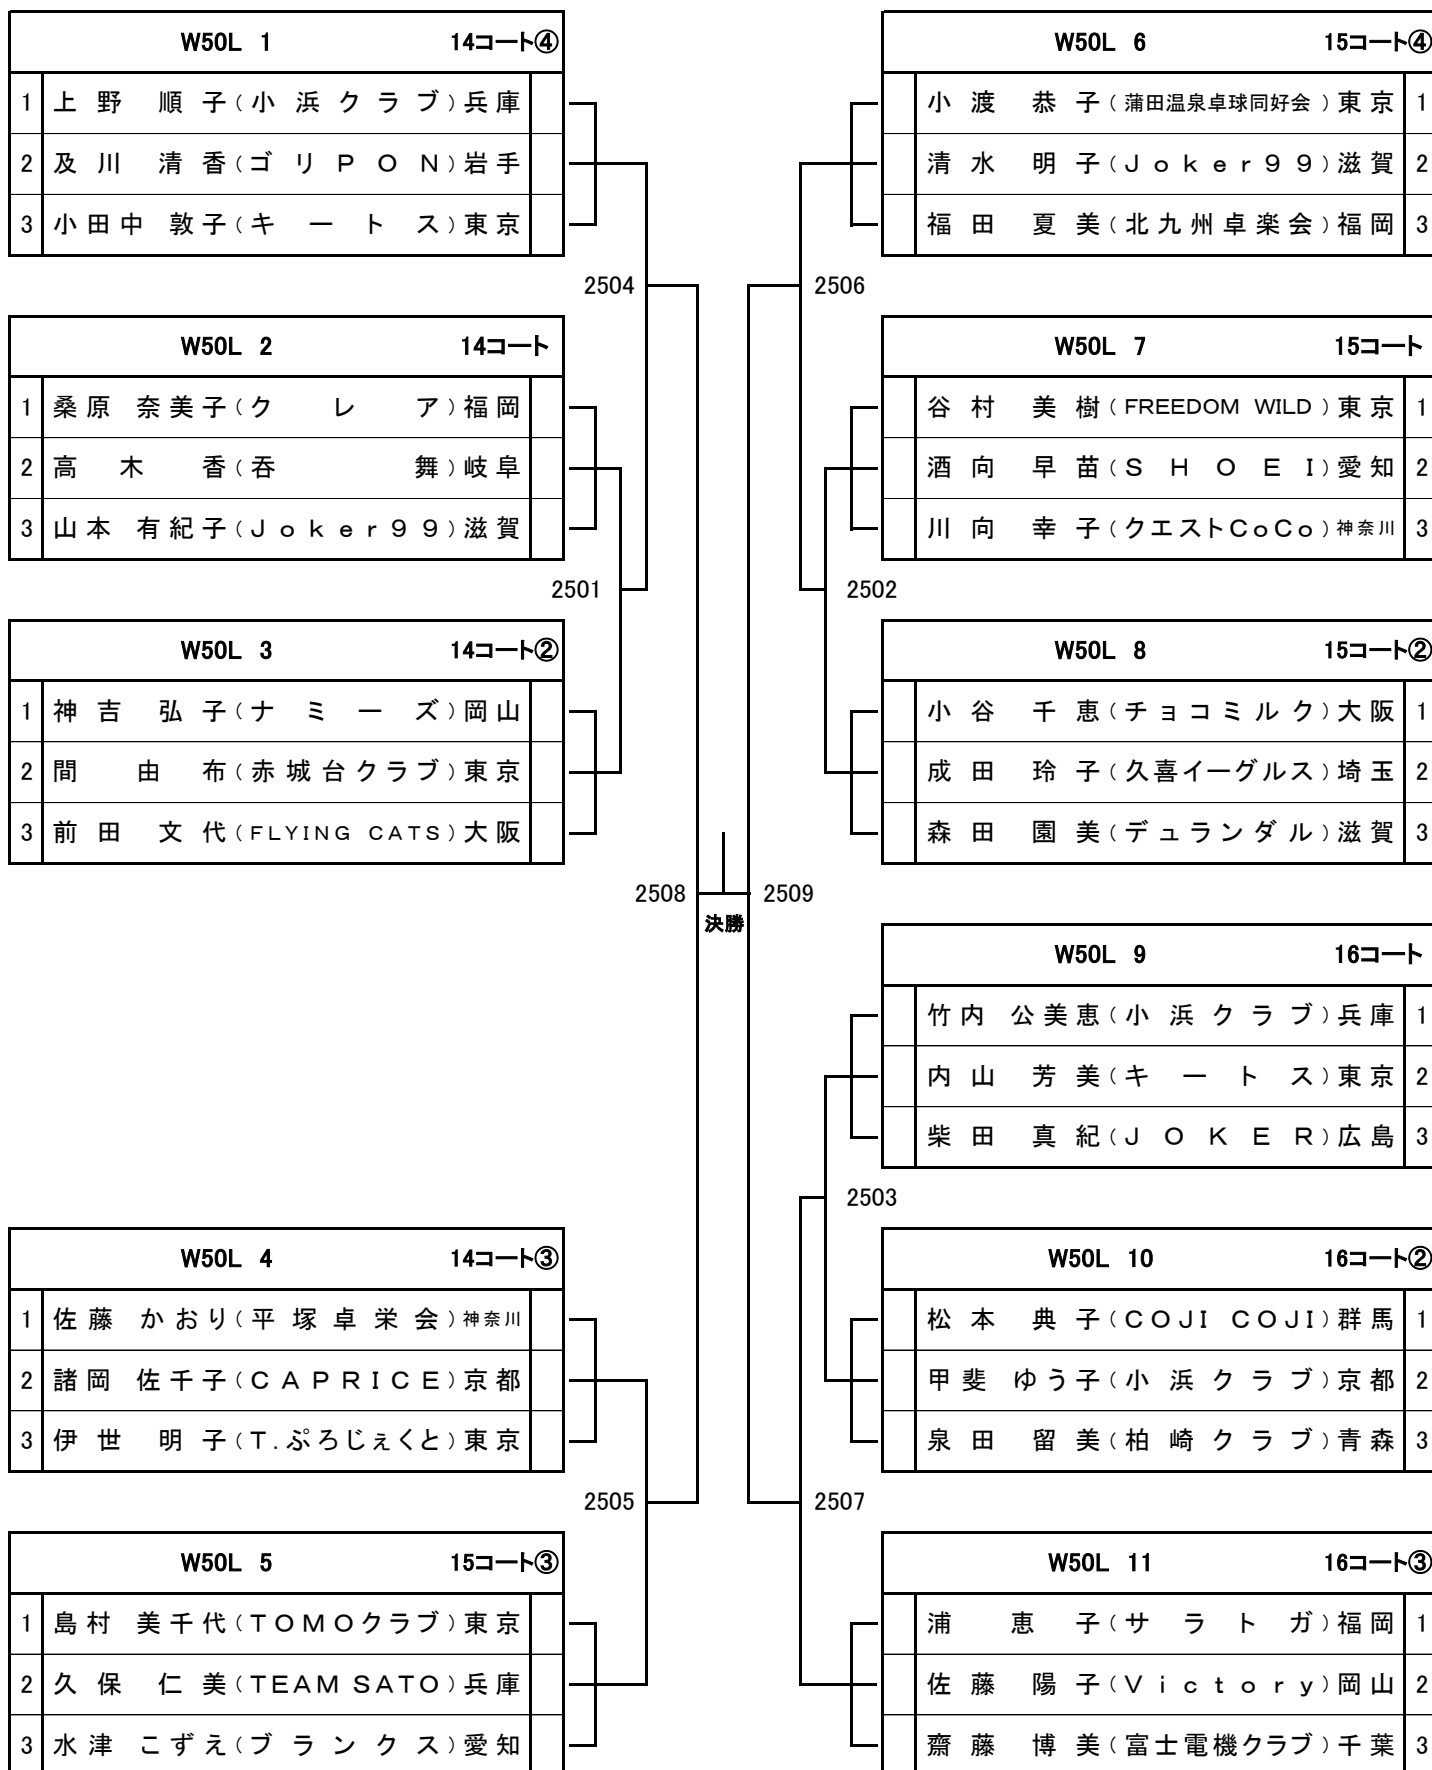 W50L 1 14コート④
1 上野 順子(小浜クラブ)兵庫
2 及川 清香(ゴリPON)岩手
3 小田中 敦子(キートス)東京
2504
W50L 2 14コート
1 桑原 奈美子(クレア)福岡
2 高木 香(呑舞)岐阜
3 山本 有紀子(Joker99)滋賀
2501
W50L 3 14コート②
1 神吉 弘子(ナミーズ)岡山
2 間 由布(赤城台クラブ)東京
3 前田 文代(FLYING CATS)大阪
2508
決勝
W50L 4 14コート③
1 佐藤 かおり(平塚卓栄会)神奈川
2 諸岡 佐千子(CAPRICE)京都
3 伊世 明子(T.ぷろじぇくと)東京
2505
W50L 5 15コート③
1 島村 美千代(TOMOクラブ)東京
2 久保 仁美(TEAM SATO)兵庫
3 水津 こずえ(ブランクス)愛知
W50L 6 15コート④
小渡 恭子(蒲田温泉卓球同好会)東京 1
清水 明子(Joker99)滋賀 2
福田 夏美(北九州卓楽会)福岡 3
2506
W50L 7 15コート
谷村 美樹(FREEDOM WILD)東京 1
酒向 早苗(SHOEI)愛知 2
川向 幸子(クエストCoCo)神奈川 3
2502
W50L 8 15コート②
小谷 千恵(チョコミルク)大阪 1
成田 玲子(久喜イーグルス)埼玉 2
森田 園美(デュランダル)滋賀 3
2509
W50L 9 16コート
竹内 公美恵(小浜クラブ)兵庫 1
内山 芳美(キートス)東京 2
柴田 真紀(JOKER)広島 3
2503
W50L 10 16コート②
松本 典子(COJI COJI)群馬 1
甲斐 ゆう子(小浜クラブ)京都 2
泉田 留美(柏崎クラブ)青森 3
2507
W50L 11 16コート③
浦 恵子(サラトガ)福岡 1
佐藤 陽子(Victory)岡山 2
齋藤 博美(富士電機クラブ)千葉 3